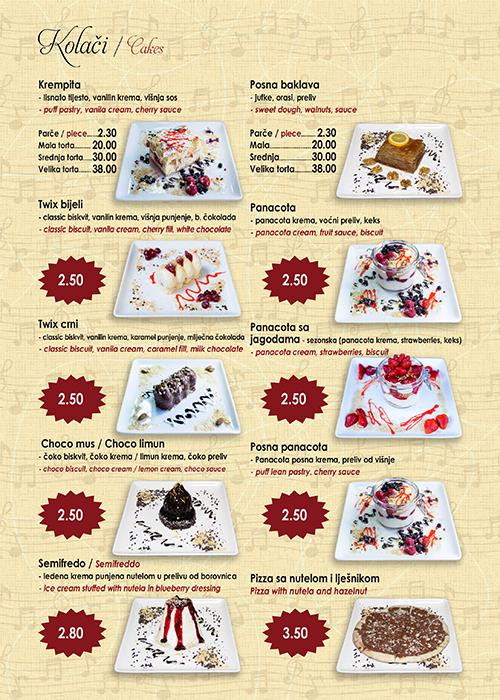 Kolači / Cakes
Krempita
- lisnato tijesto, vanilin krema, višnja sos
- puff pastry, vanila cream, cherry sauce
Parče / piece......2.30
Mala torta.....20.00
Srednja torta....30.00
Velika torta.....38.00
Twix bijeli
- classic biskvit, vanilin krema, višnja punjenje, b. čokolada
- classic biscuit, vanila cream, cherry fill, white chocolate
2.50
Twix crni
- classic biskvit, vanilin krema, karamel punjenje, mliječna čokolada
- classic biscuit, vanila cream, caramel fill, milk chocolate
2.50
Choco mus / Choco limun
- čoko biskvit, čoko krema / limun krema, čoko preliv
- choco biscuit, choco cream / lemon cream, choco sauce
2.50
Semifredo / Semifreddo
- ledena krema punjena nutelom u prelivu od borovnica
- Ice cream stuffed with nutela in blueberry dressing
2.80
Posna baklava
- jufke, orasi, preliv
- sweet dough, walnuts, sauce
Parče / piece......2.30
Mala.................20.00
Srednja............30.00
Velika torta.....38.00
Panacota
- panacota krema, voćni preliv, keks
- panacota cream, fruit sauce, biscuit
2.50
Panacota sa
jagodama - sezonska (panacota krema, strawberries, keks)
- panacota cream, strawberries, biscuit
2.50
Posna panacota
- Panacota posna krema, preliv od višnje
- puff lean pastry, cherry sauce
2.50
Pizza sa nutelom i lješnikom
Pizza with nutela and hazelnut
3.50